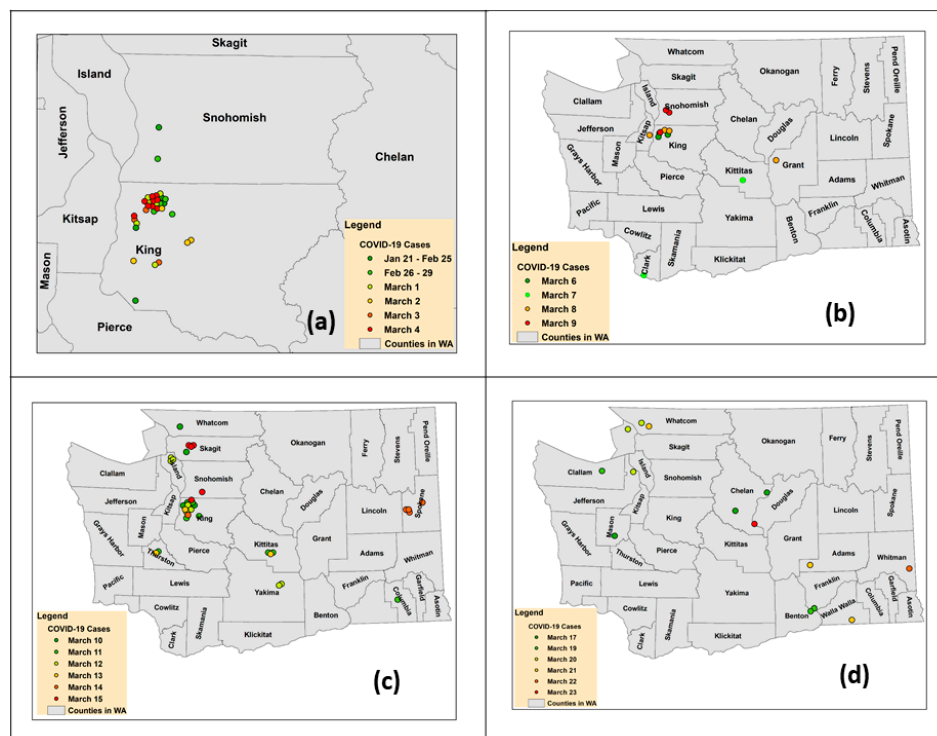 Skagit
Island
Jefferson
Snohomish
Chelan
Kitsap
King
Mason
Pierce
Legend
COVID-19 Cases
Jan 21 - Feb 25
Feb 26 - 29
March 1
March 2
March 3
March 4
Counties in WA
(a)
Whatcom
Skagit
Island
Okanogan
Ferry
Stevens
Pend Oreille
Clallam
Snohomish
Chelan
Douglas
Jefferson
Kitsap
King
Lincoln
Spokane
Grays Harbor
Mason
Kittitas
Grant
Pierce
Adams
Whitman
Pacific
Lewis
Yakima
Franklin
Cowlitz
Skamania
Benton
Columbia
Asotin
Clark
Klickitat
Legend
COVID-19 Cases
March 6
March 7
March 8
March 9
Counties in WA
(b)
Whatcom
Skagit
Island
Okanogan
Ferry
Stevens
Pend Oreille
Clallam
Snohomish
Chelan
Douglas
Jefferson
Kitsap
King
Lincoln
Spokane
Grays Harbor
Mason
Kittitas
Grant
Thurston
Pierce
Adams
Whitman
Pacific
Lewis
Yakima
Franklin
Garfield
Columbia
Asotin
Cowlitz
Skamania
Benton
Clark
Klickitat
Legend
COVID-19 Cases
March 10
March 11
March 12
March 13
March 14
March 15
Counties in WA
(c)
Whatcom
Skagit
Island
Okanogan
Ferry
Stevens
Pend Oreille
Clallam
Snohomish
Chelan
Douglas
Jefferson
Kitsap
King
Lincoln
Spokane
Grays Harbor
Mason
Kittitas
Grant
Thurston
Pierce
Adams
Whitman
Pacific
Lewis
Yakima
Franklin
Garfield
Columbia
Asotin
Walla Walla
Cowlitz
Skamania
Benton
Clark
Klickitat
Legend
COVID-19 Cases
March 17
March 19
March 20
March 21
March 22
March 23
Counties in WA
(d)